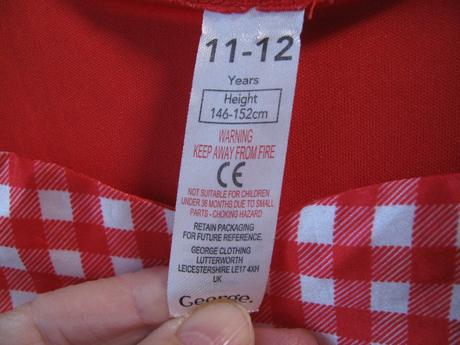 11-12
Years
Height
146-152cm
WARNING
KEEP AWAY FROM FIRE
CE
NOT SUITABLE FOR CHILDREN
UNDER 36 MONTHS DUE TO SMALL
PARTS - CHOKING HAZARD
RETAIN PACKAGING
FOR FUTURE REFERENCE.
GEORGE CLOTHING
LUTTERWORTH
LEICESTERSHIRE LE17 4XH
UK
George.